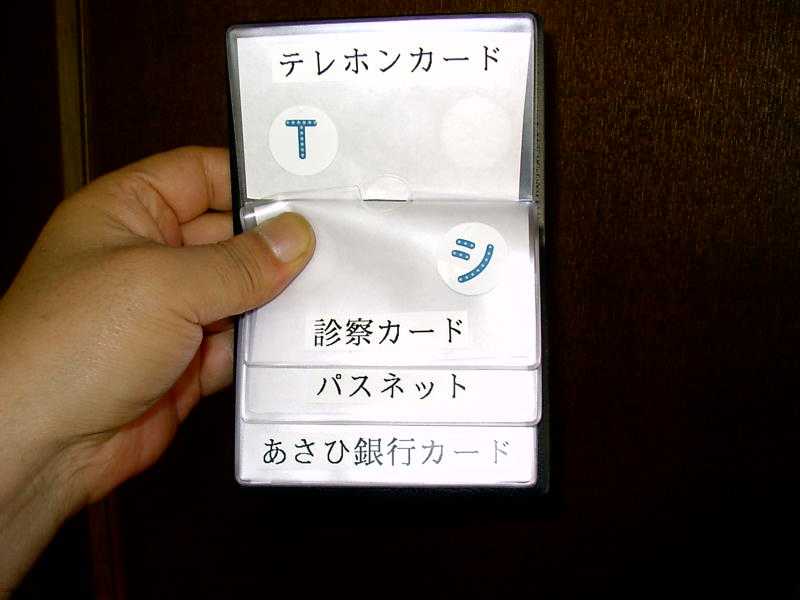 テレホンカード
T
シ
診察カード
パスネット
あさひ銀行カード